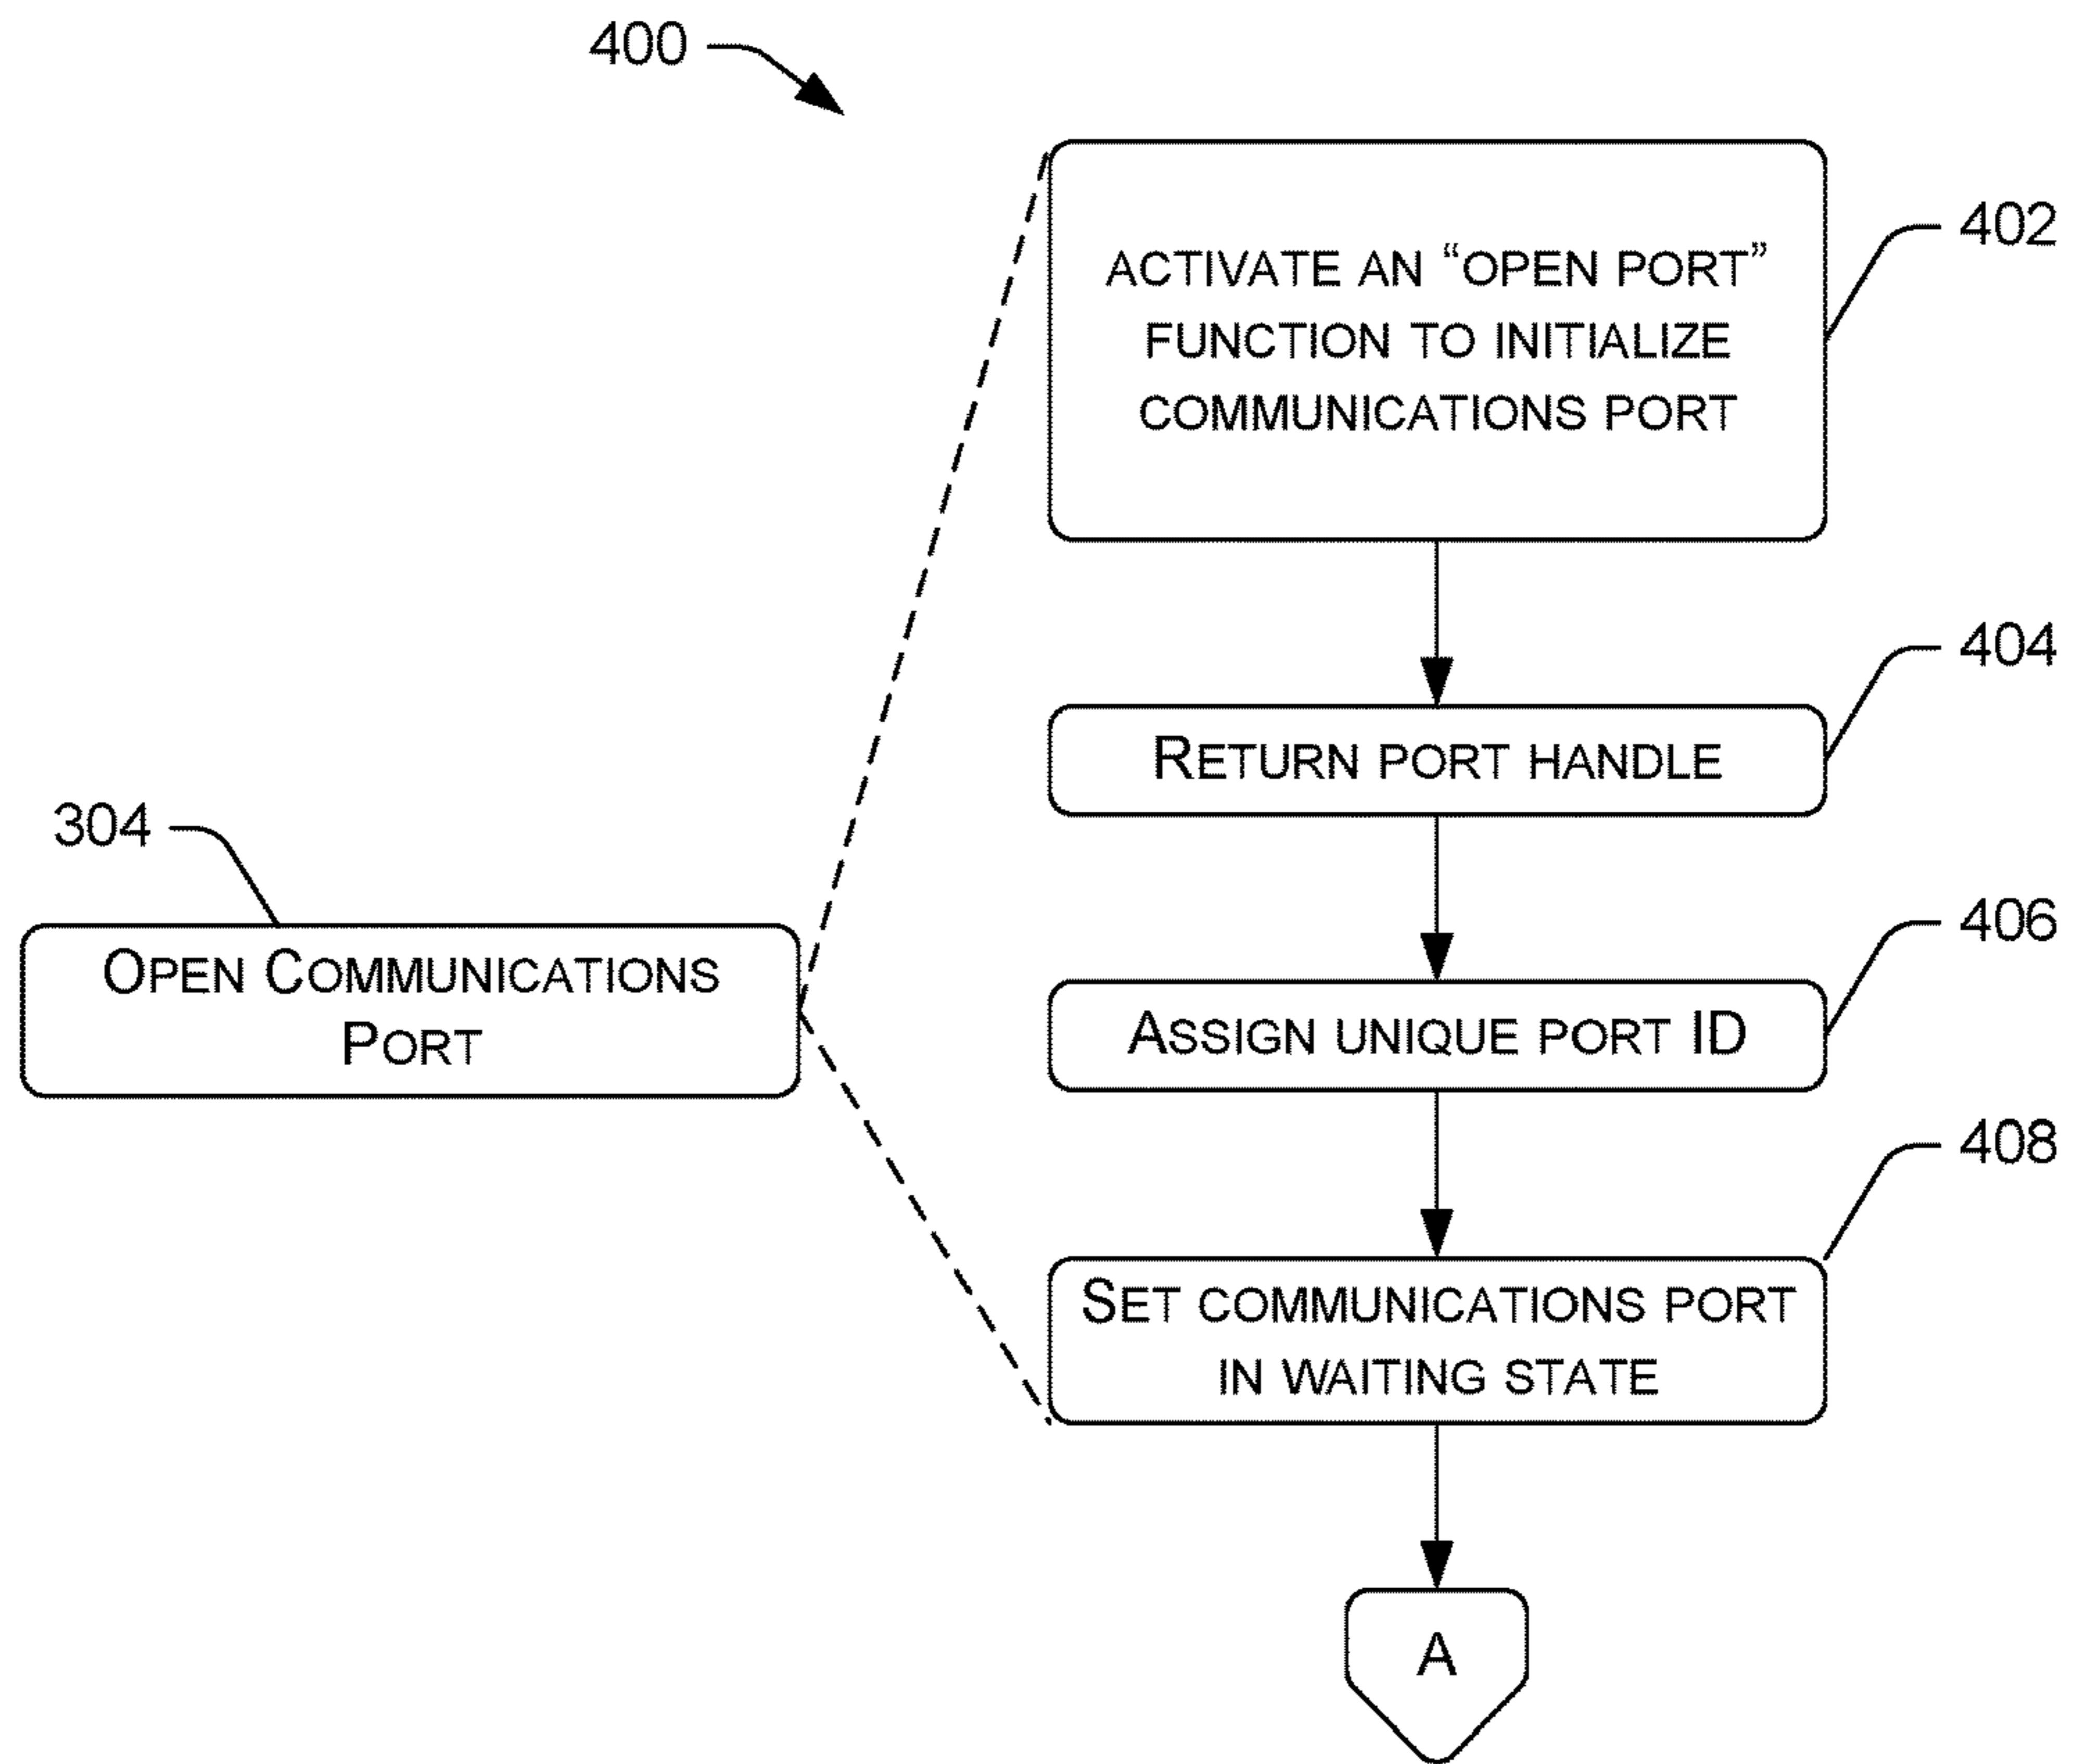 400
ACTIVATE AN “OPEN PORT”
FUNCTION TO INITIALIZE
COMMUNICATIONS PORT
402
RETURN PORT HANDLE
404
304
OPEN COMMUNICATIONS
PORT
ASSIGN UNIQUE PORT ID
406
SET COMMUNICATIONS PORT
IN WAITING STATE
408
A